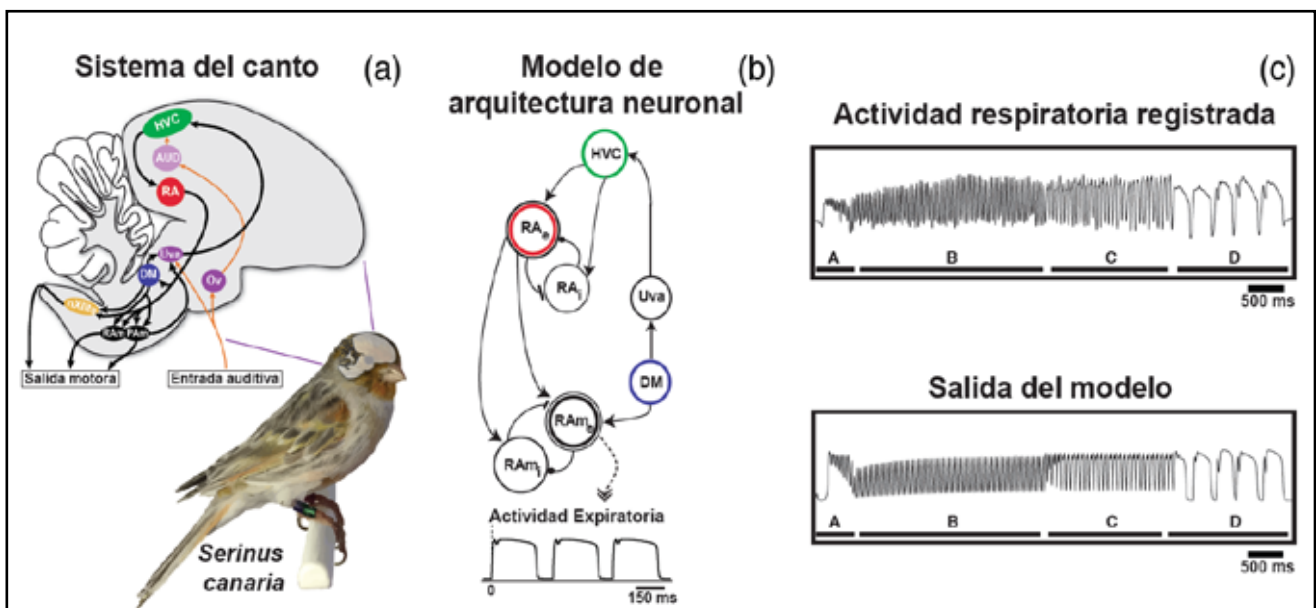 Sistema del canto
(a)
HVC
AUD
RA
Uva
DM
Ov
RAm
PAm
Salida motora
Entrada auditiva
Serinus
canaria
Modelo de
arquitectura neuronal
(b)
HVC
RAe
RAi
Uva
DM
RAme
RAmi
Actividad Expiratoria
0
150 ms
(c)
Actividad respiratoria registrada
A B C D
500 ms
Salida del modelo
A B C D
500 ms